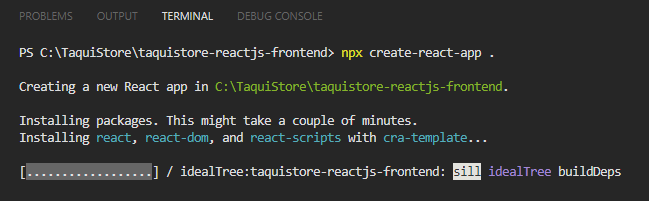 PROBLEMS OUTPUT TERMINAL DEBUG CONSOLE
PS C:\TaquiStore\taquistore-reactjs-frontend> npx create-react-app .
Creating a new React app in C:\TaquiStore\taquistore-reactjs-frontend.
Installing packages. This might take a couple of minutes.
Installing react, react-dom, and react-scripts with cra-template...
[..................] / idealTree:taquistore-reactjs-frontend: sill idealTree buildDeps